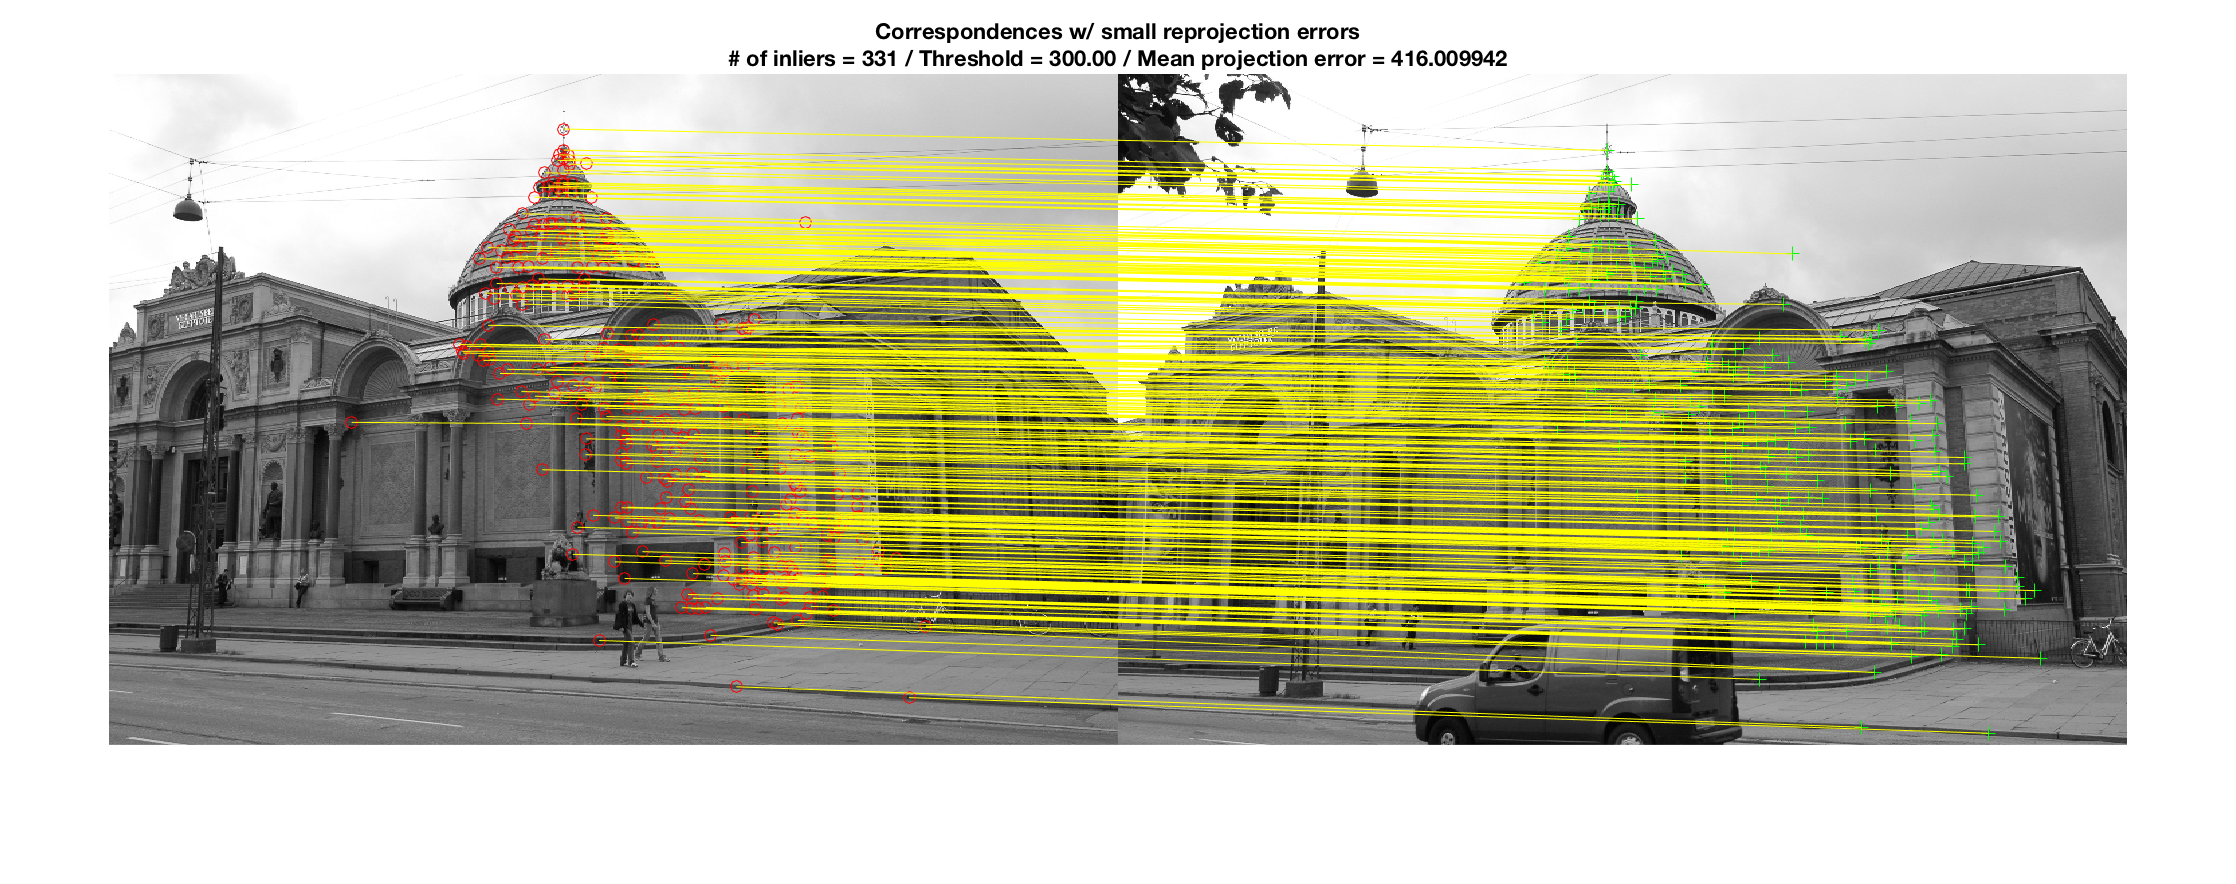 Correspondences w/ small reprojection errors
# of inliers = 331 / Threshold = 300.00 / Mean projection error = 416.009942